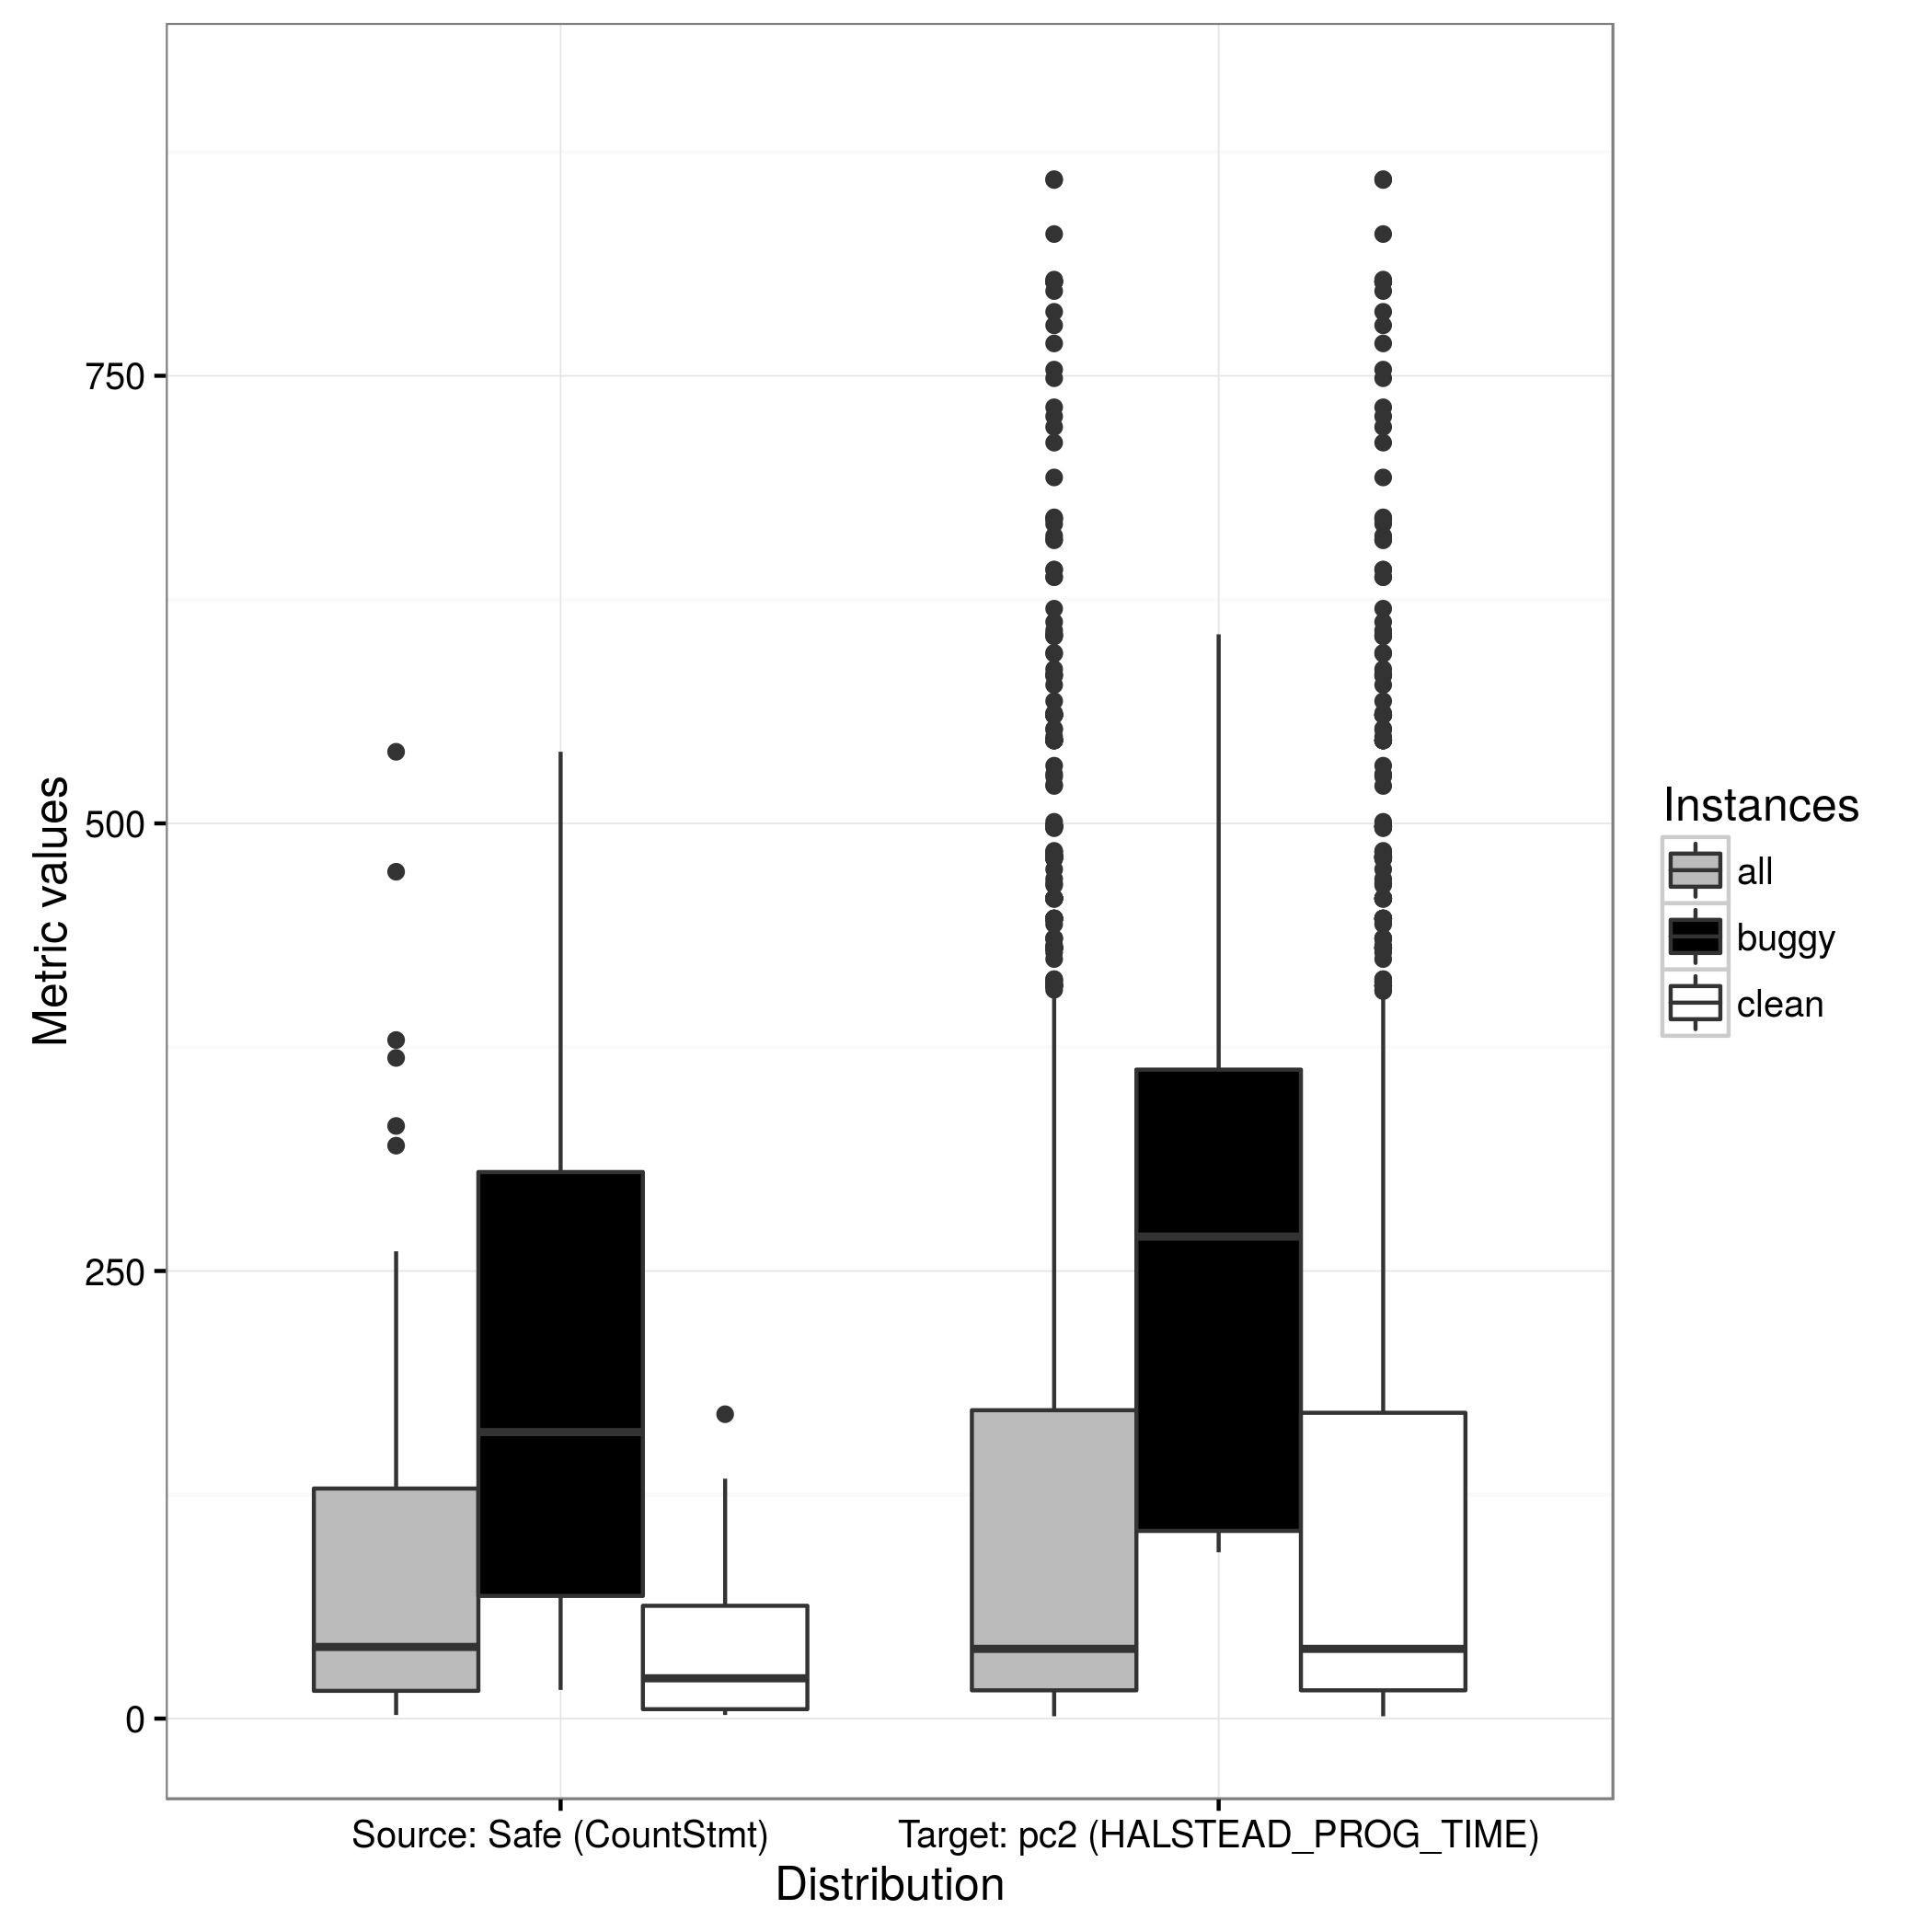 750
500
250
0
Metric values
Source: Safe (CountStmt)
Target: pc2 (HALSTEAD_PROG_TIME)
Distribution
Instances
all
buggy
clean